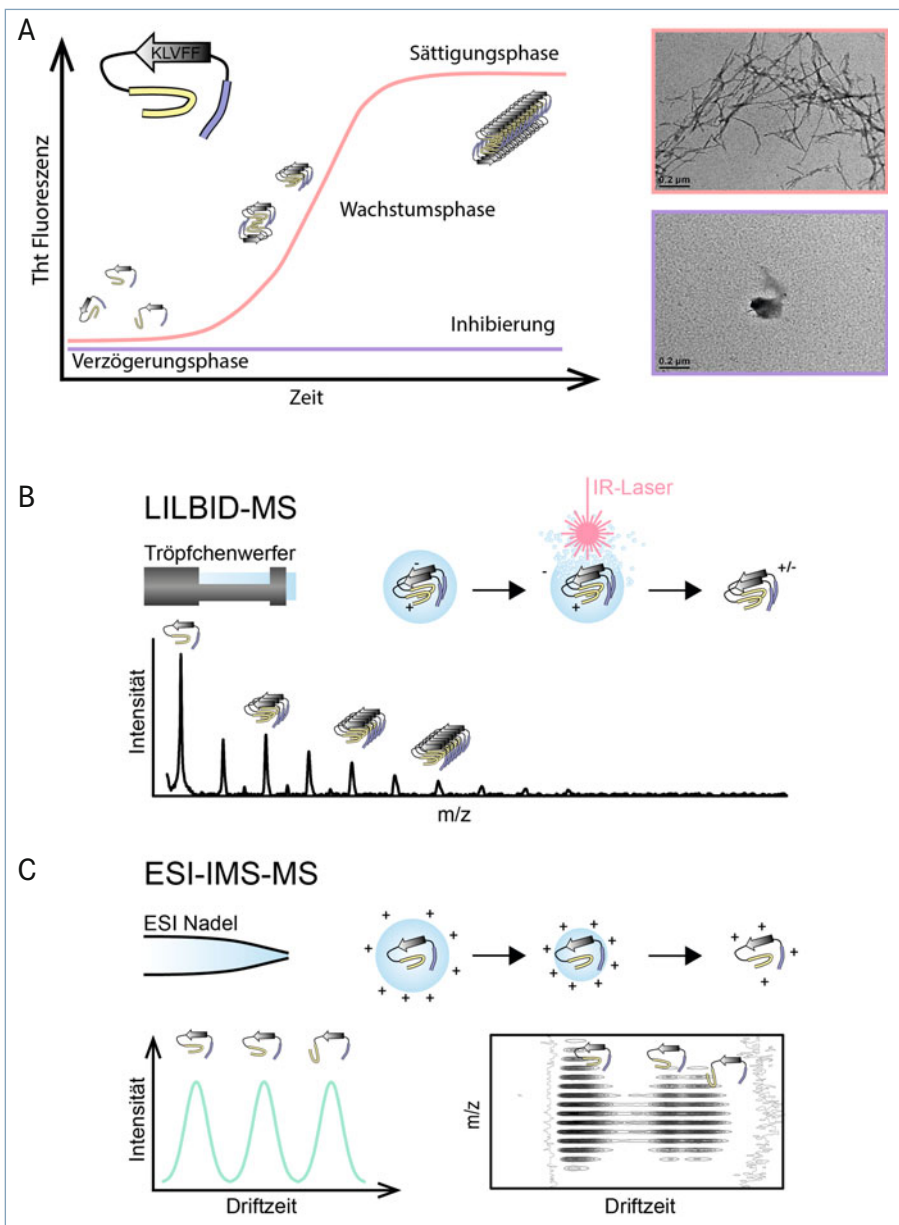 A
KLVFF
Sättigungsphase
Wachstumsphase
Inhibierung
Verzögerungsphase
Tht Fluoreszenz
Zeit
0.2 µm
0.2 µm
B
LILBID-MS
IR-Laser
Tröpfchenwerfer
-
+
-
+
+/-
Intensität
m/z
C
ESI-IMS-MS
ESI Nadel
+ + + + + + + + + +
+ + + + + + + +
+ + + +
Intensität
Driftzeit
m/z
Driftzeit